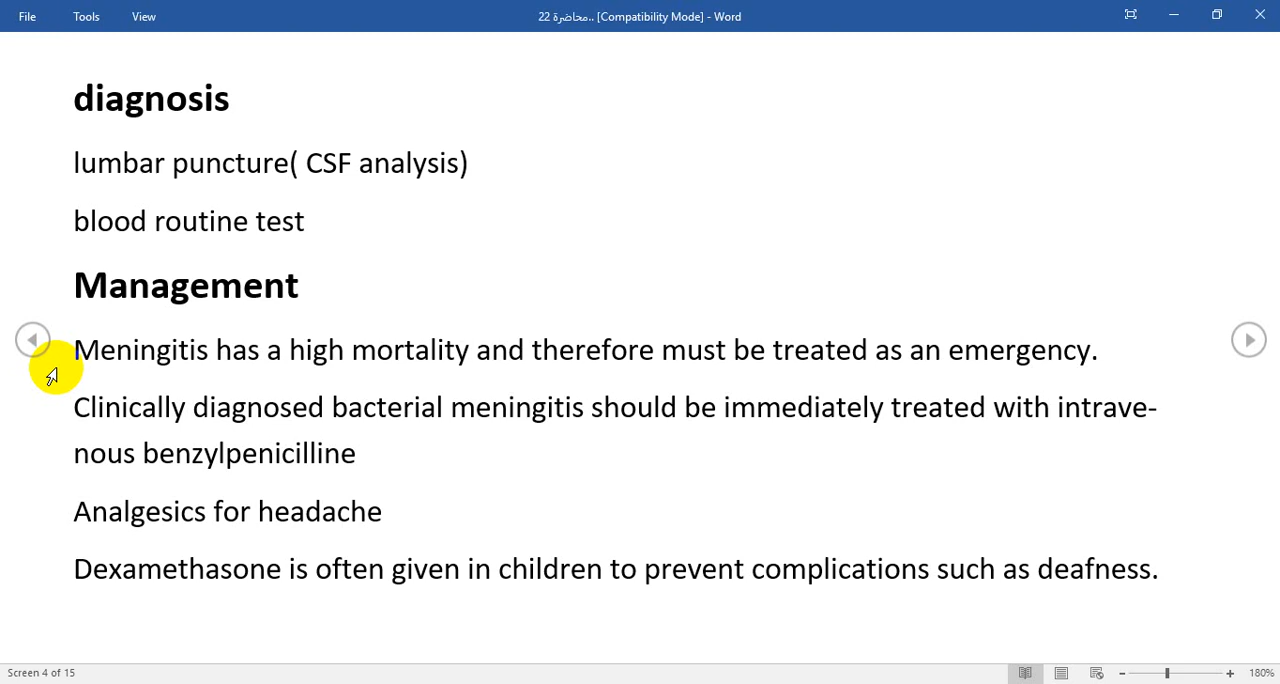 File Tools View محاضرة 22.. [Compatibility Mode] - Word
diagnosis
lumbar puncture( CSF analysis)
blood routine test
Management
Meningitis has a high mortality and therefore must be treated as an emergency.
Clinically diagnosed bacterial meningitis should be immediately treated with intrave-
nous benzylpenicilline
Analgesics for headache
Dexamethasone is often given in children to prevent complications such as deafness.
Screen 4 of 15 180%